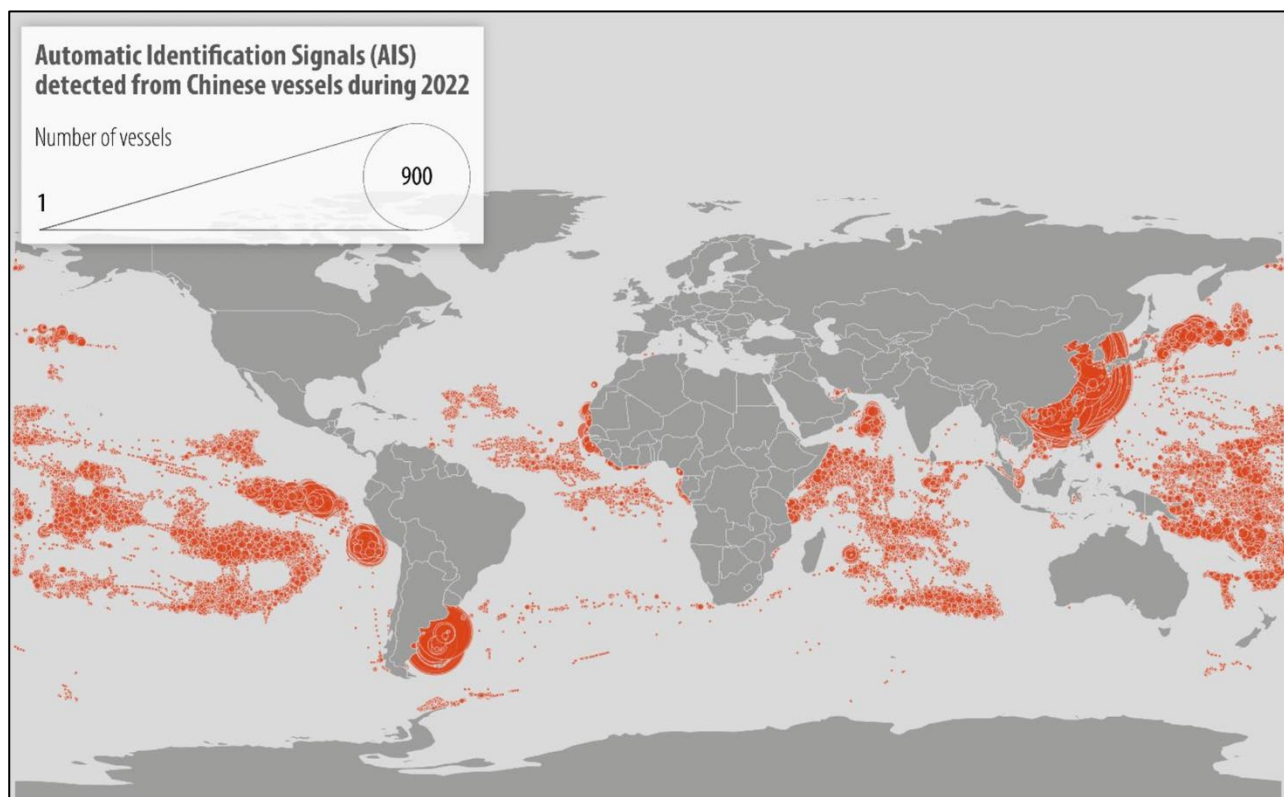 Automatic Identification Signals (AIS)
detected from Chinese vessels during 2022
Number of vessels
1
900